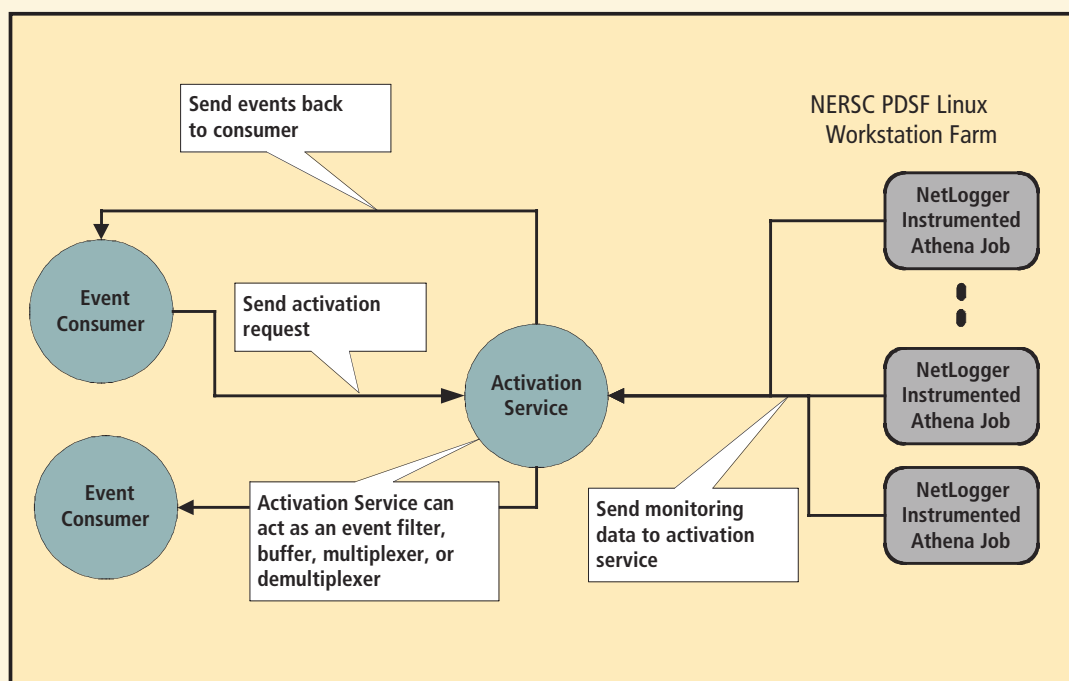 Send events back
to consumer
NERSC PDSF Linux
Workstation Farm
NetLogger
Instrumented
Athena Job
Event
Consumer
Send activation
request
Activation
Service
NetLogger
Instrumented
Athena Job
Event
Consumer
Activation Service can
act as an event filter,
buffer, multiplexer, or
demultiplexer
Send monitoring
data to activation
service
NetLogger
Instrumented
Athena Job